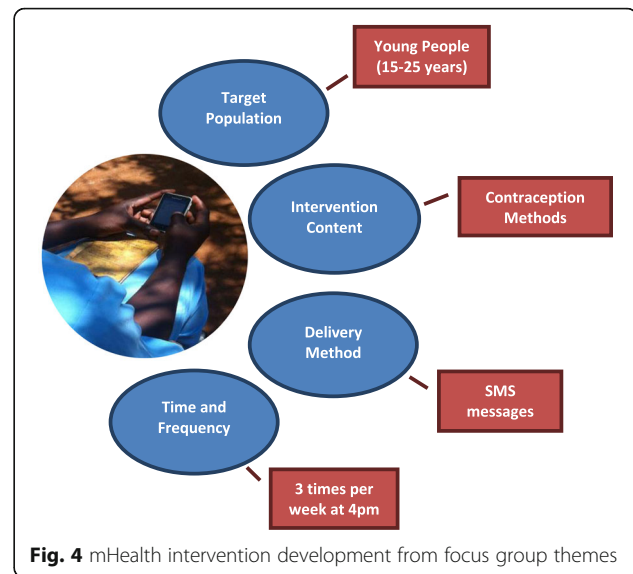 Young People
(15-25 years)
Target
Population
Intervention
Content
Contraception
Methods
Delivery
Method
SMS
messages
Time and
Frequency
3 times per
week at 4pm
Fig. 4 mHealth intervention development from focus group themes